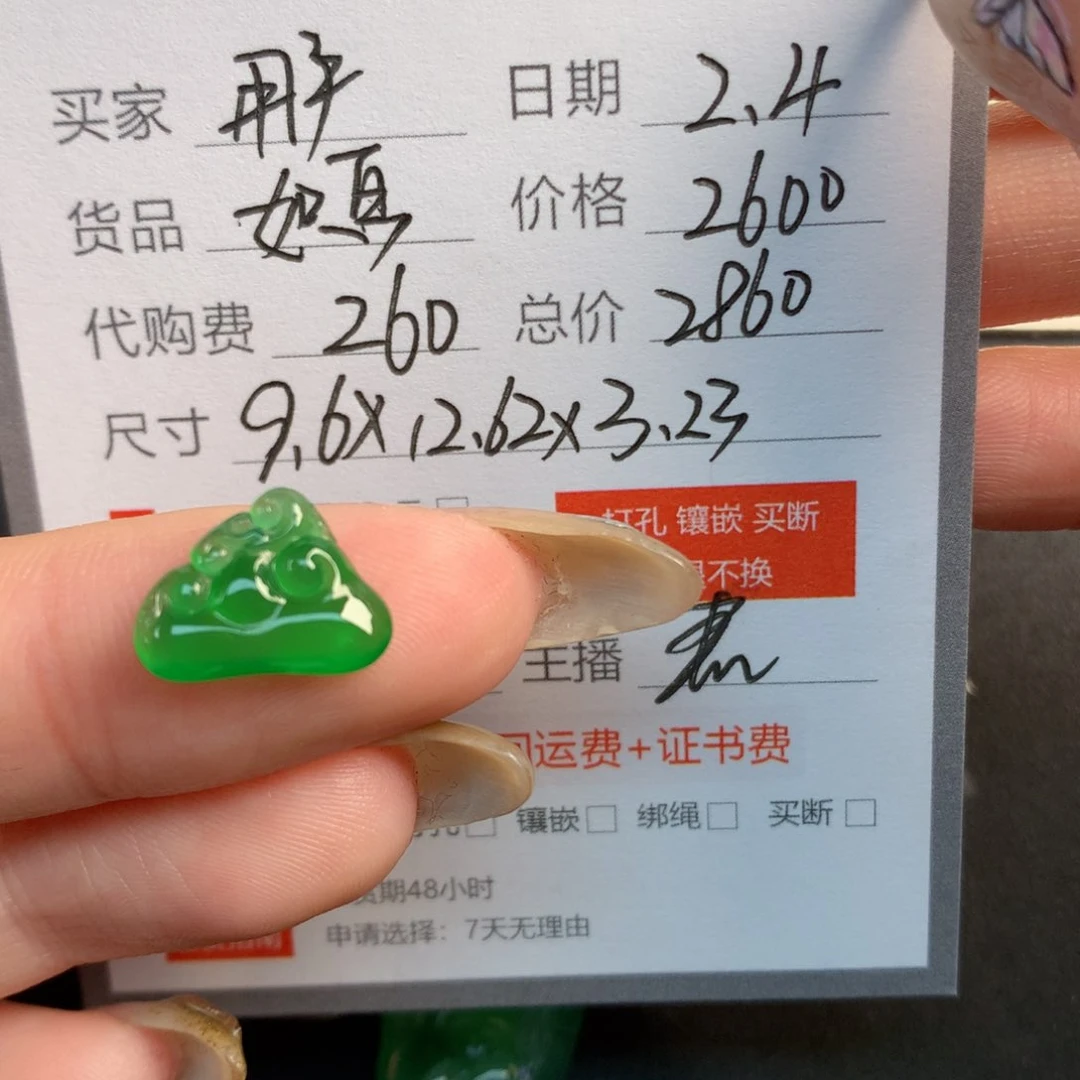 买家 日期 2.4
货品 如意 价格 2600
代购费 260 总价 2860
尺寸 9.6x12.62x3.23
打孔 镶嵌 买断
不换
主播
运费+证书费
孔 镶嵌 绑绳 买断
货期48小时
申请选择：7天无理由